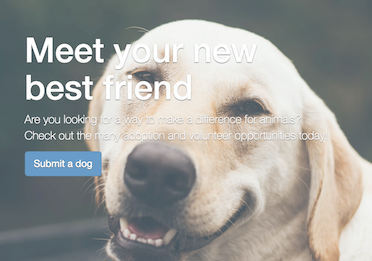 Meet your new
best friend
Are you looking for a way to make a difference for animals?
Check out the many adoption and volunteer opportunities today!
Submit a dog